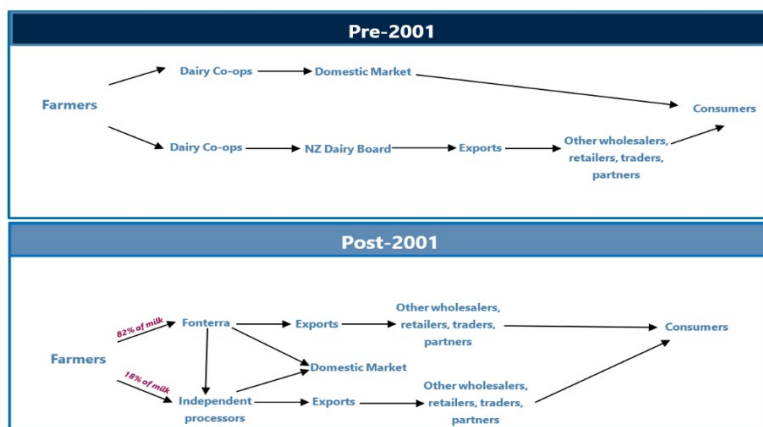 Pre-2001
Dairy Co-ops
Domestic Market
Farmers
Consumers
Dairy Co-ops
NZ Dairy Board
Exports
Other wholesalers,
retailers, traders,
partners
Post-2001
82% of milk
Fonterra
Exports
Other wholesalers,
retailers, traders,
partners
Consumers
Farmers
Domestic Market
18% of milk
Independent
processors
Exports
Other wholesalers,
retailers, traders,
partners